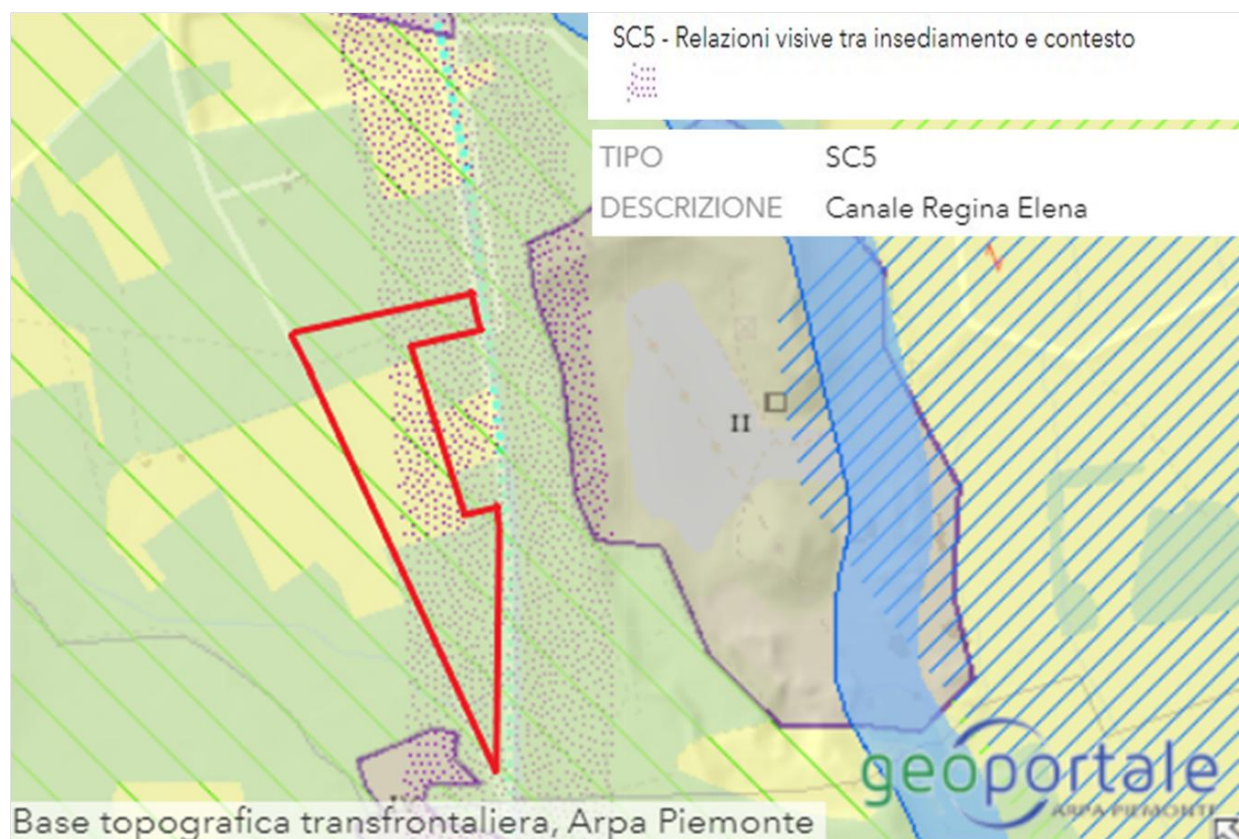 SC5 - Relazioni visive tra insediamento e contesto
TIPO SC5
DESCRIZIONE Canale Regina Elena
II
geoportale
ARPA PIEMONTE
Base topografica transfrontaliera, Arpa Piemonte